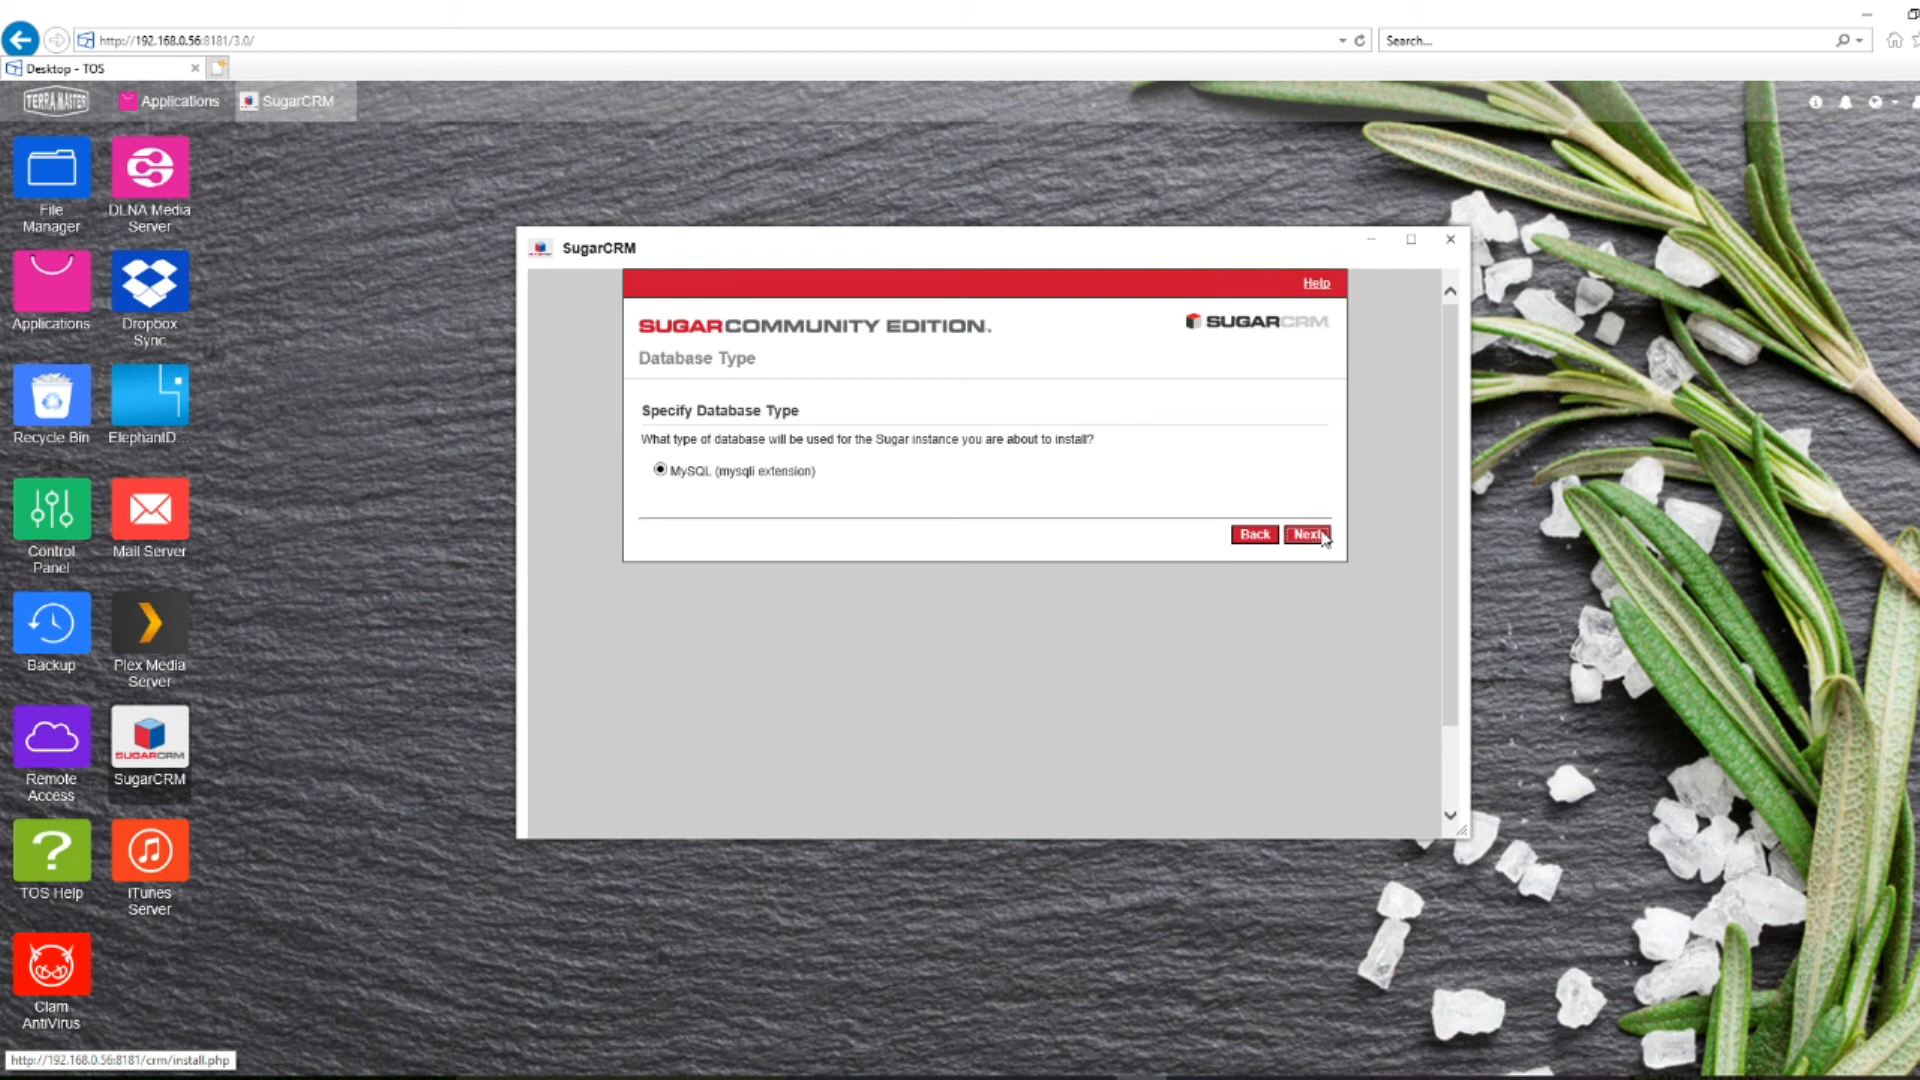 http://192.168.0.56:8181/3.0/
Search...
Desktop - TOS
TERRAMASTER
Applications
SugarCRM
File
Manager
DLNA Media
Server
Applications
Dropbox
Sync
Recycle Bin
ElephantD...
Control
Panel
Mail Server
Backup
Plex Media
Server
Remote
Access
SUGARCRM
SugarCRM
TOS Help
iTunes
Server
Clam
AntiVirus
SugarCRM
Help
SUGARCOMMUNITY EDITION.
SUGARCRM.
Database Type
Specify Database Type
What type of database will be used for the Sugar instance you are about to install?
MySQL (mysqli extension)
Back
Next
http://192.168.0.56:8181/crm/install.php